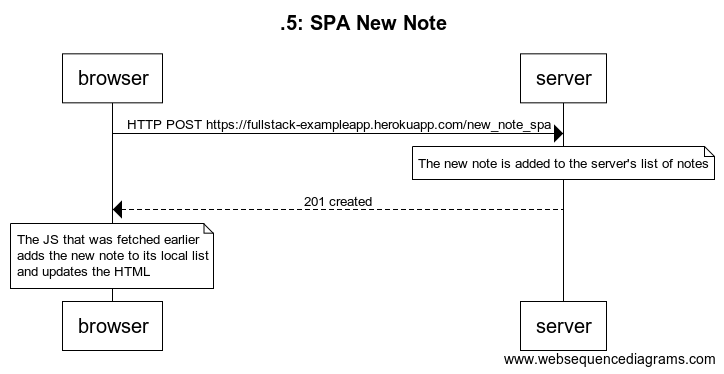 .5: SPA New Note
browser
server
HTTP POST https://fullstack-exampleapp.herokuapp.com/new_note_spa
The new note is added to the server's list of notes
201 created
The JS that was fetched earlier
adds the new note to its local list
and updates the HTML
browser
server
www.websequencediagrams.com